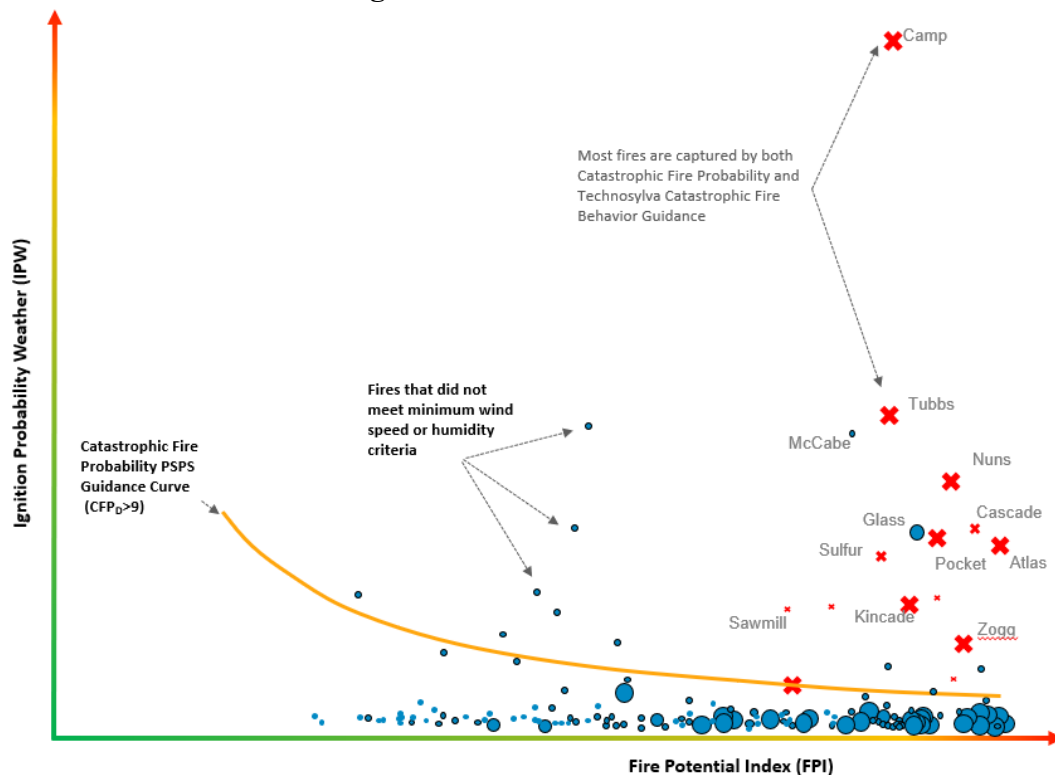 Camp
Most fires are captured by both
Catastrophic Fire Probability and
Technosylva Catastrophic Fire
Behavior Guidance
Ignition Probability Weather (IPW)
Fires that did not
meet minimum wind
speed or humidity
criteria
Tubbs
McCabe
Catastrophic Fire
Probability PSPS
Guidance Curve
(CFPD>9)
Nuns
Cascade
Glass
Sulfur
Pocket
Atlas
Sawmill
Kincade
Zogg
Fire Potential Index (FPI)